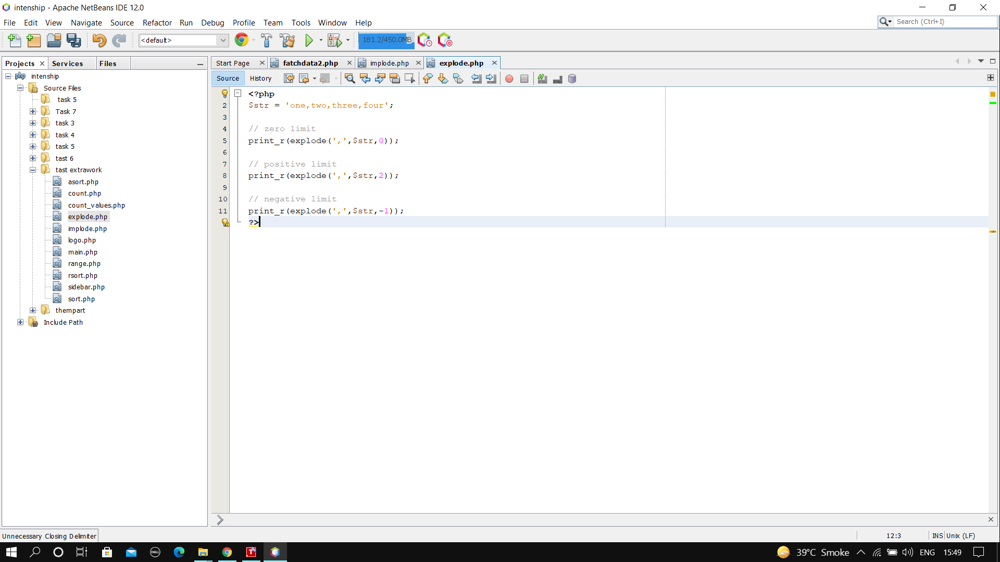 intenship - Apache NetBeans IDE 12.0
File Edit View Navigate Source Refactor Run Debug Profile Team Tools Window Help
Search (Ctrl+I)
<default>
181.2/450.0MB
Projects Services Files
Start Page fatchdata2.php implode.php explode.php
Source History
intenship
Source Files
task 5
Task 7
task 3
task 4
task 5
tast 6
tast extrawork
asort.php
count.php
count_values.php
explode.php
implode.php
logo.php
main.php
range.php
rsort.php
sidebar.php
sort.php
thempart
Include Path
<?php
2 $str = 'one,two,three,four';
3
4 // zero limit
5 print_r(explode(',',$str,0));
6
7 // positive limit
8 print_r(explode(',',$str,2));
9
10 // negative limit
11 print_r(explode(',',$str,-1));
?>
Unnecessary Closing Delimiter
12:3 INS Unix (LF)
39°C Smoke ENG 15:49